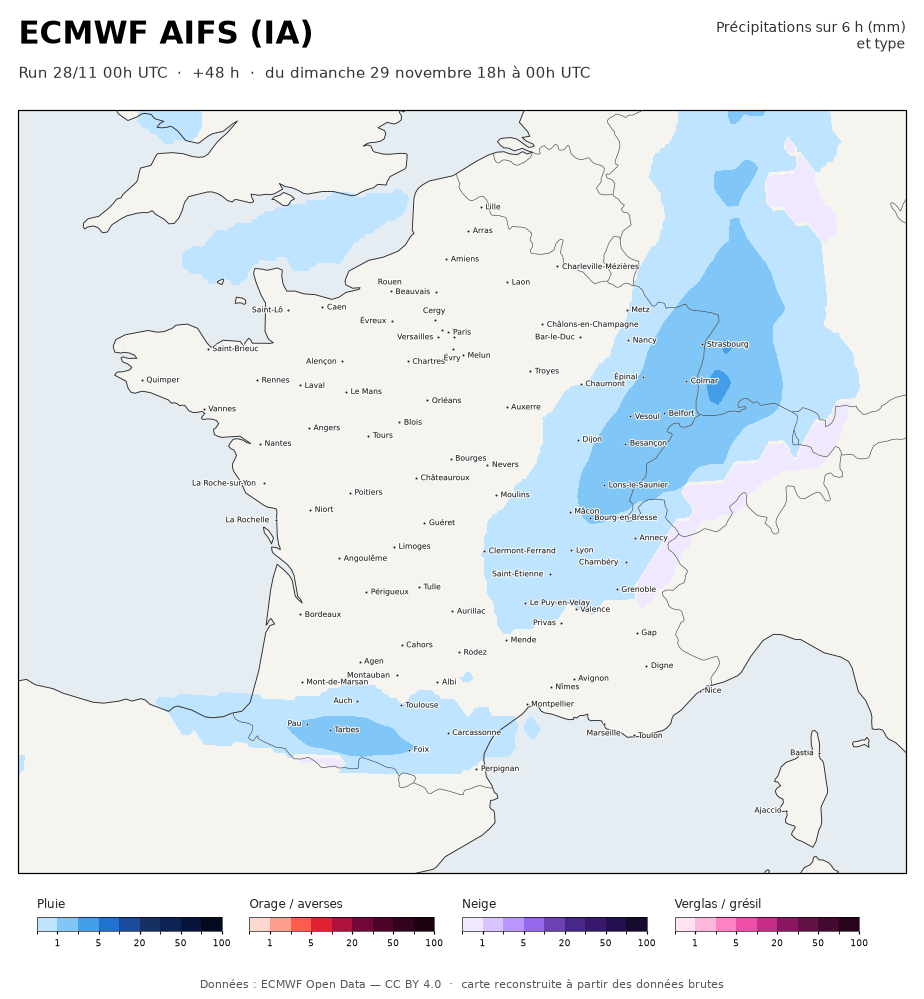 ECMWF AIFS (IA)
Précipitations sur 6 h (mm)
et type
Run 28/11 00h UTC · +48 h · du dimanche 29 novembre 18h à 00h UTC
Lille
Arras
Amiens
Charleville-Mézières
Rouen
Laon
Beauvais
Saint-Lô
Caen
Cergy
Metz
Évreux
Châlons-en-Champagne
Versailles
Paris
Bar-le-Duc
Nancy
Strasbourg
Saint-Brieuc
Évry
Melun
Alençon
Chartres
Troyes
Épinal
Colmar
Quimper
Rennes
Laval
Chaumont
Le Mans
Orléans
Vannes
Auxerre
Vesoul
Belfort
Blois
Angers
Tours
Dijon
Nantes
Besançon
Bourges
Nevers
La Roche-sur-Yon
Châteauroux
Lons-le-Saunier
Poitiers
Moulins
Niort
Mâcon
La Rochelle
Guéret
Bourg-en-Bresse
Annecy
Limoges
Clermont-Ferrand
Lyon
Angoulême
Chambéry
Saint-Étienne
Tulle
Périgueux
Grenoble
Le Puy-en-Velay
Bordeaux
Aurillac
Valence
Privas
Gap
Cahors
Mende
Rodez
Agen
Digne
Montauban
Mont-de-Marsan
Albi
Avignon
Nîmes
Nice
Auch
Toulouse
Montpellier
Pau
Tarbes
Carcassonne
Marseille
Toulon
Foix
Bastia
Perpignan
Ajaccio
Pluie
Orage / averses
Neige
Verglas / grésil
1 5 20 50 100
1 5 20 50 100
1 5 20 50 100
1 5 20 50 100
Données : ECMWF Open Data — CC BY 4.0 · carte reconstruite à partir des données brutes